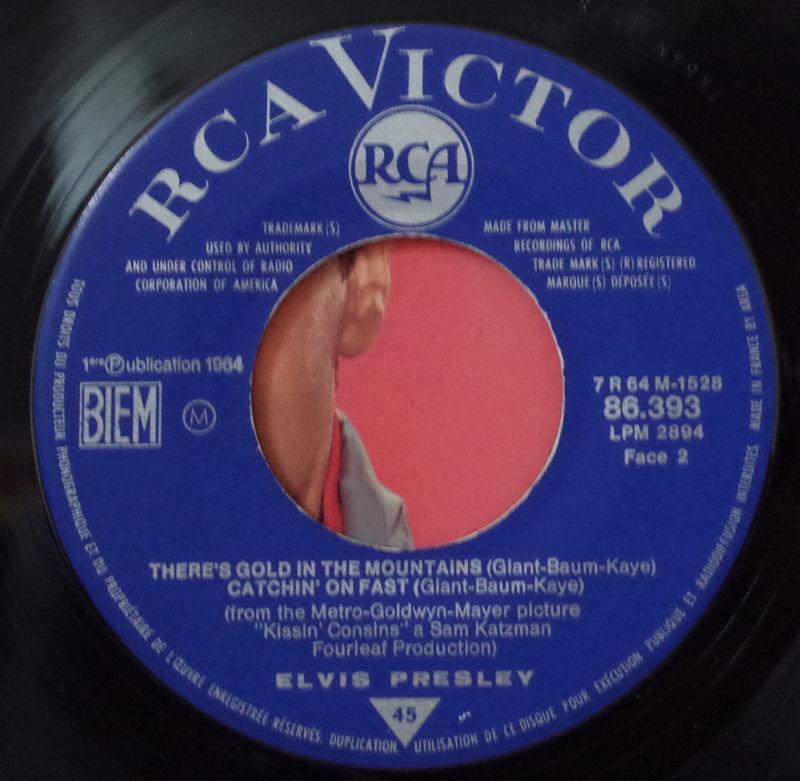 RCA VICTOR
RCA
TRADEMARK(S)
USED BY AUTHORITY
AND UNDER CONTROL OF RADIO
CORPORATION OF AMERICA
MADE FROM MASTER
RECORDINGS OF RCA
TRADE MARK(S) (R) REGISTERED
MARQUE(S) DÉPOSÉE(S)
1ère Ⓟublication 1964
BIEM
M
7 R 64 M-1528
86.393
LPM 2894
Face 2
THERE'S GOLD IN THE MOUNTAINS (Giant-Baum-Kaye)
CATCHIN' ON FAST (Giant-Baum-Kaye)
(from the Metro-Goldwyn-Mayer picture
"Kissin' Consins" a Sam Katzman
Fourleaf Production)
ELVIS PRESLEY
45
TOUS DROITS DU PRODUCTEUR PHONOGRAPHIQUE ET DU PROPRIÉTAIRE DE L'ŒUVRE ENREGISTRÉE RÉSERVÉS. DUPLICATION. UTILISATION DE CE DISQUE POUR EXÉCUTION PUBLIQUE ET RADIODIFFUSION INTERDITES. MADE IN FRANCE BY AREA